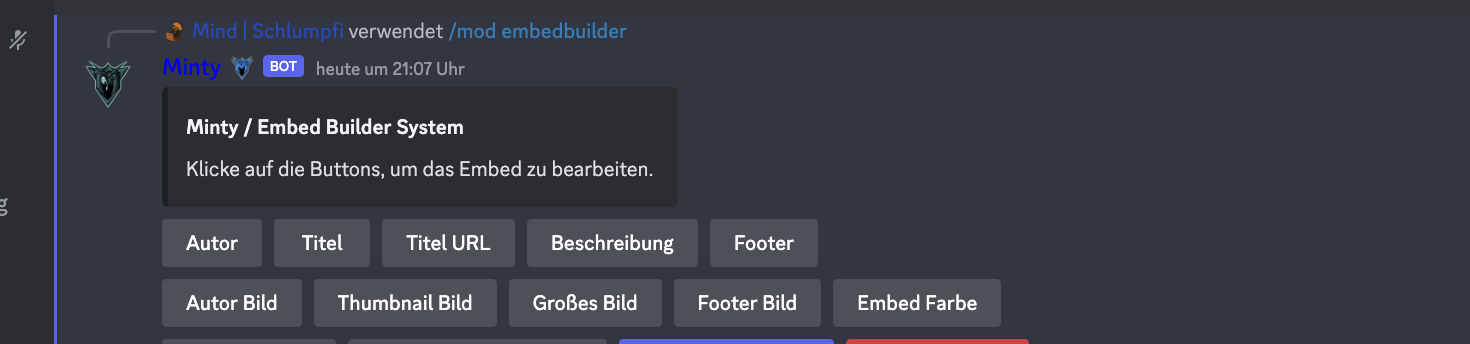 Mind | Schlumpfi verwendet /mod embedbuilder
Minty BOT heute um 21:07 Uhr
Minty / Embed Builder System
Klicke auf die Buttons, um das Embed zu bearbeiten.
g
Autor Titel Titel URL Beschreibung Footer
Autor Bild Thumbnail Bild Großes Bild Footer Bild Embed Farbe